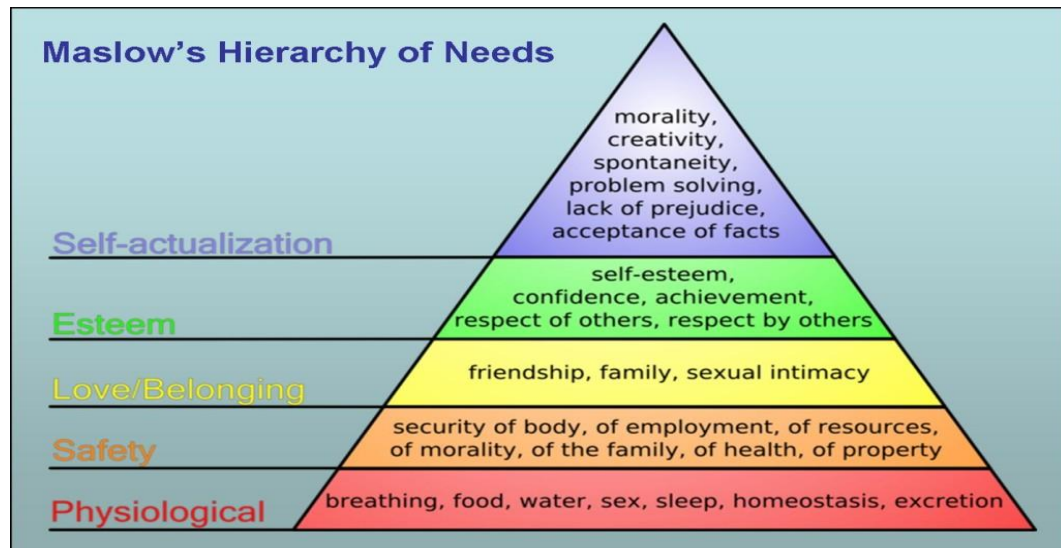 Maslow's Hierarchy of Needs
morality,
creativity,
spontaneity,
problem solving,
lack of prejudice,
acceptance of facts
Self-actualization
self-esteem,
confidence, achievement,
respect of others, respect by others
Esteem
friendship, family, sexual intimacy
Love/Belonging
security of body, of employment, of resources,
of morality, of the family, of health, of property
Safety
breathing, food, water, sex, sleep, homeostasis, excretion
Physiological